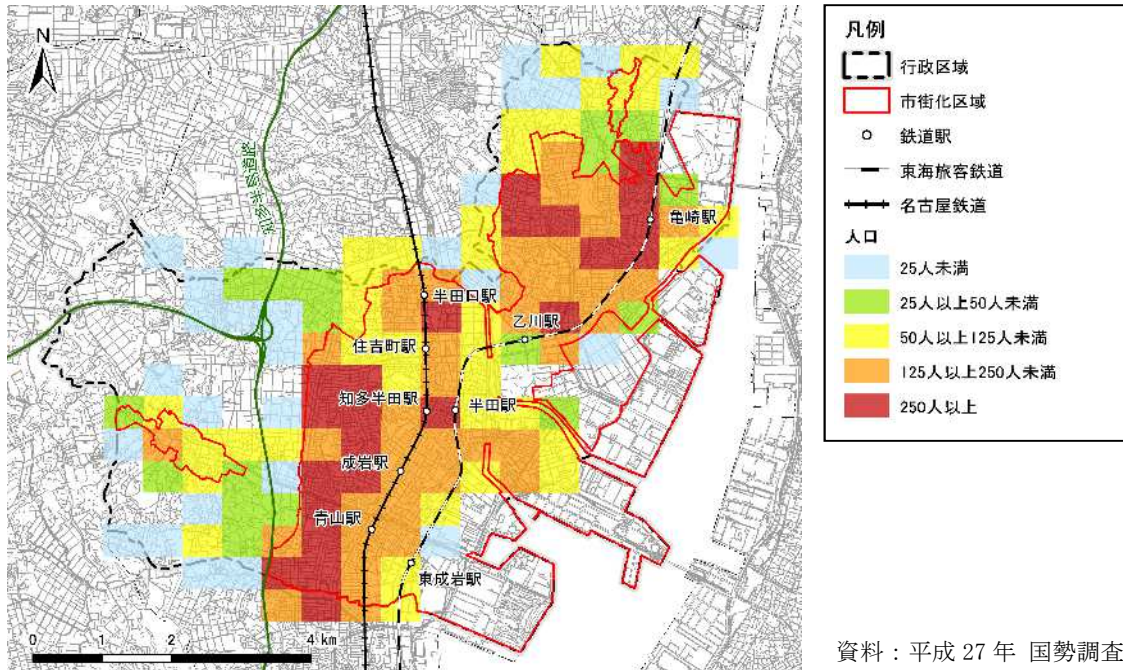 N
知多半島道路
亀崎駅
半田口駅
乙川駅
住吉町駅
知多半田駅
半田駅
成岩駅
青山駅
東成岩駅
0 1 2 4 km
凡例
行政区域
市街化区域
鉄道駅
東海旅客鉄道
名古屋鉄道
人口
25人未満
25人以上50人未満
50人以上125人未満
125人以上250人未満
250人以上
資料：平成 27 年 国勢調査